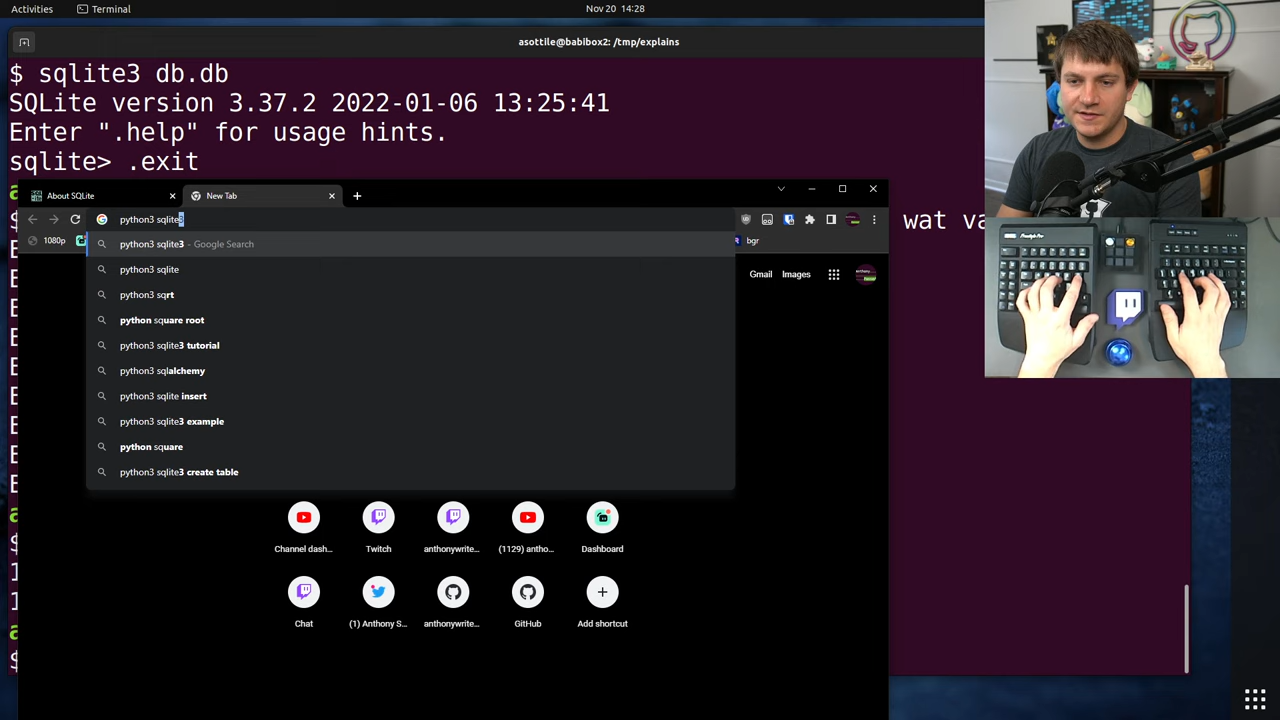 Activities
Terminal
Nov 20 14:28
asottile@babibox2: /tmp/explains
$ sqlite3 db.db
SQLite version 3.37.2 2022-01-06 13:25:41
Enter ".help" for usage hints.
sqlite> .exit
wat va
About SQLite
New Tab
python3 sqlite3
python3 sqlite3 - Google Search
python3 sqlite
python3 sqrt
python square root
python3 sqlite3 tutorial
python3 sqlalchemy
python3 sqlite insert
python3 sqlite3 example
python square
python3 sqlite3 create table
1080p
bgr
Gmail
Images
Channel dash...
Twitch
anthonywrite...
(1129) antho...
Dashboard
Chat
(1) Anthony S...
anthonywrite...
GitHub
Add shortcut